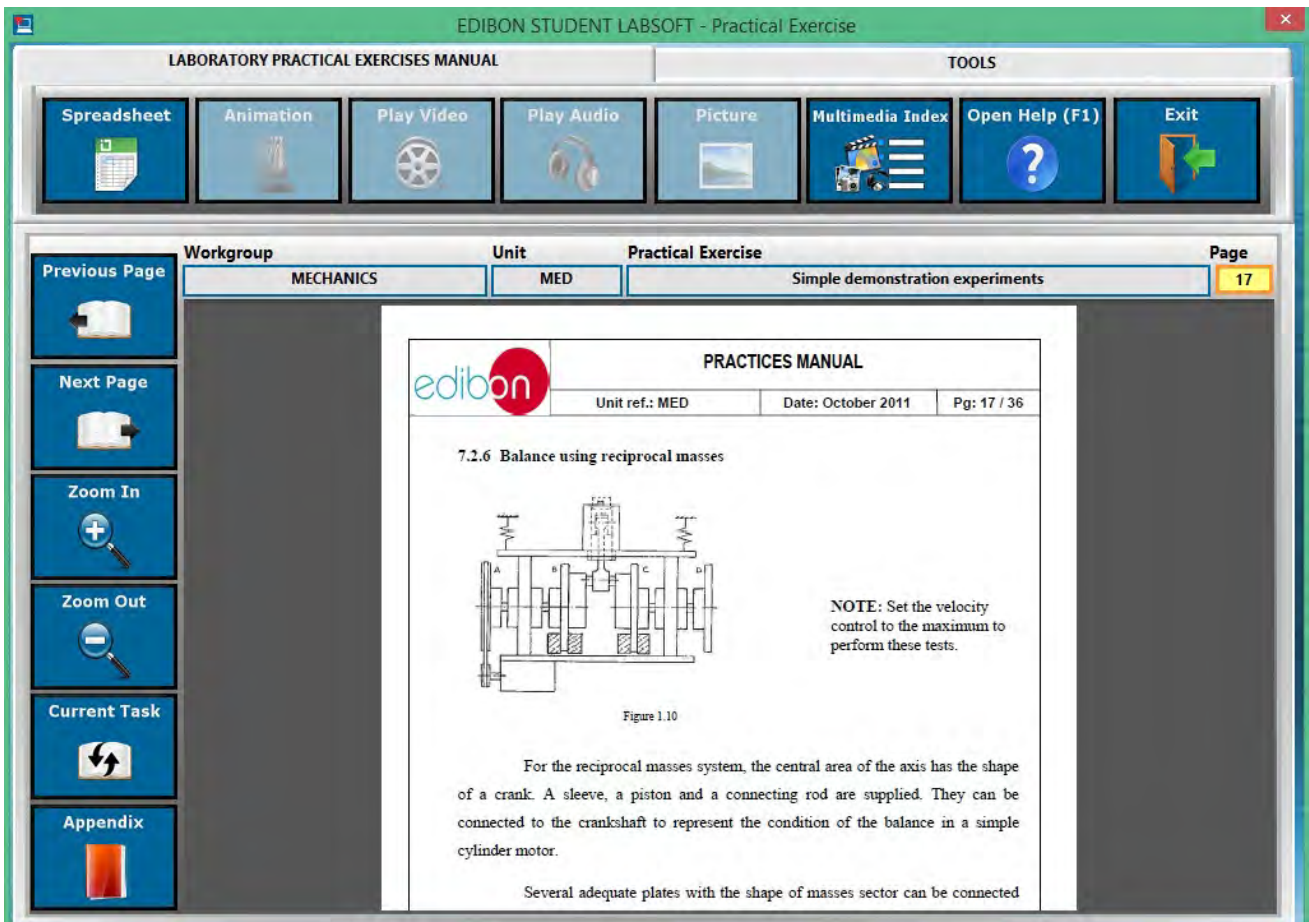 EDIBON STUDENT LABSOFT - Practical Exercise
LABORATORY PRACTICAL EXERCISES MANUAL
TOOLS
Spreadsheet
Animation
Play Video
Play Audio
Picture
Multimedia Index
Open Help (F1)
Exit
Previous Page
Next Page
Zoom In
Zoom Out
Current Task
Appendix
Workgroup
Unit
Practical Exercise
Page
MECHANICS
MED
Simple demonstration experiments
17
edibon
PRACTICES MANUAL
Unit ref.: MED
Date: October 2011
Pg: 17 / 36
7.2.6 Balance using reciprocal masses
A
B
C
D
NOTE: Set the velocity
control to the maximum to
perform these tests.
Figure 1.10
For the reciprocal masses system, the central area of the axis has the shape
of a crank. A sleeve, a piston and a connecting rod are supplied. They can be
connected to the crankshaft to represent the condition of the balance in a simple
cylinder motor.
Several adequate plates with the shape of masses sector can be connected